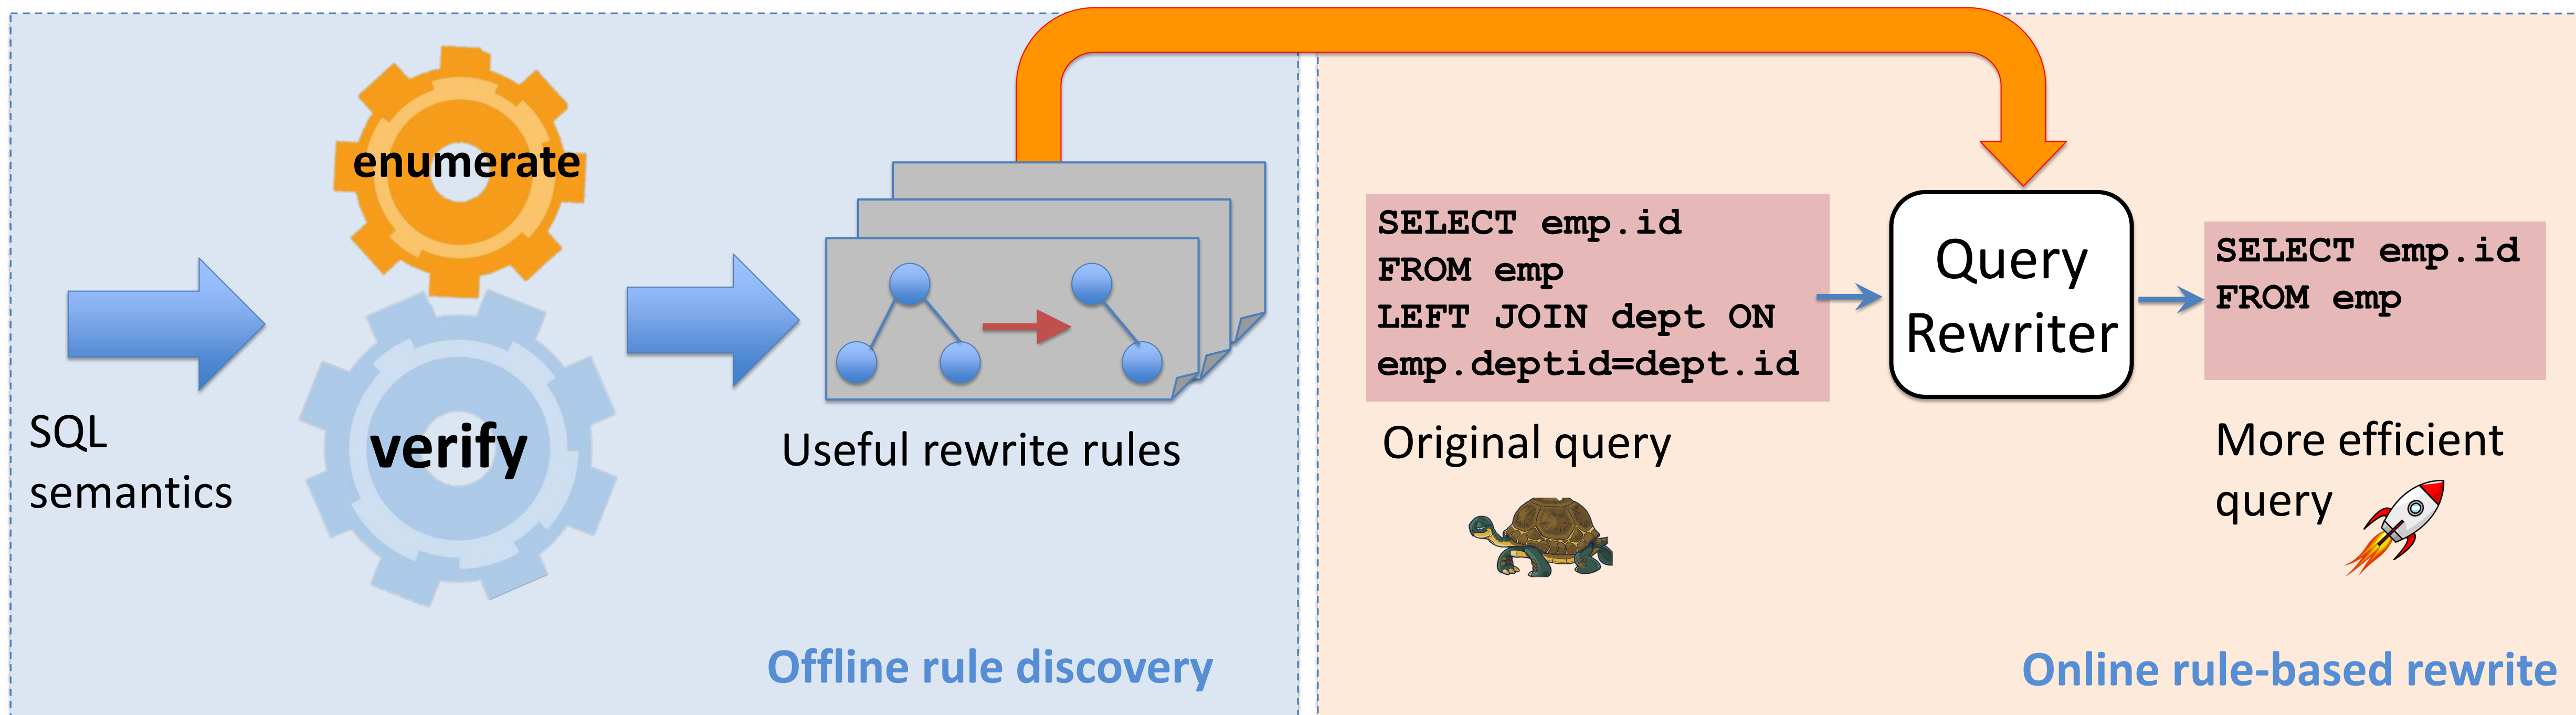 enumerate
verify
SQL
semantics
Useful rewrite rules
Offline rule discovery
SELECT emp.id
FROM emp
LEFT JOIN dept ON
emp.deptid=dept.id
Original query
Query
Rewriter
SELECT emp.id
FROM emp
More efficient
query
Online rule-based rewrite